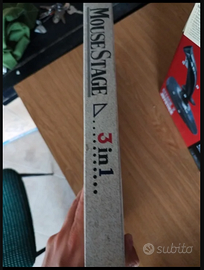 MOUSESTAGE
3 in 1
subito